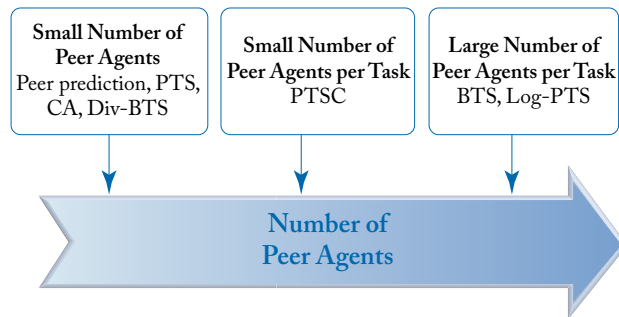 Small Number of
Peer Agents
Peer prediction, PTS,
CA, Div-BTS
Small Number of
Peer Agents per Task
PTSC
Large Number of
Peer Agents per Task
BTS, Log-PTS
Number of
Peer Agents